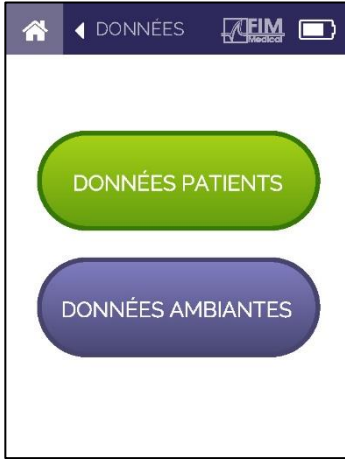 DONNÉES
FIM
Medical
DONNÉES PATIENTS
DONNÉES AMBIANTES